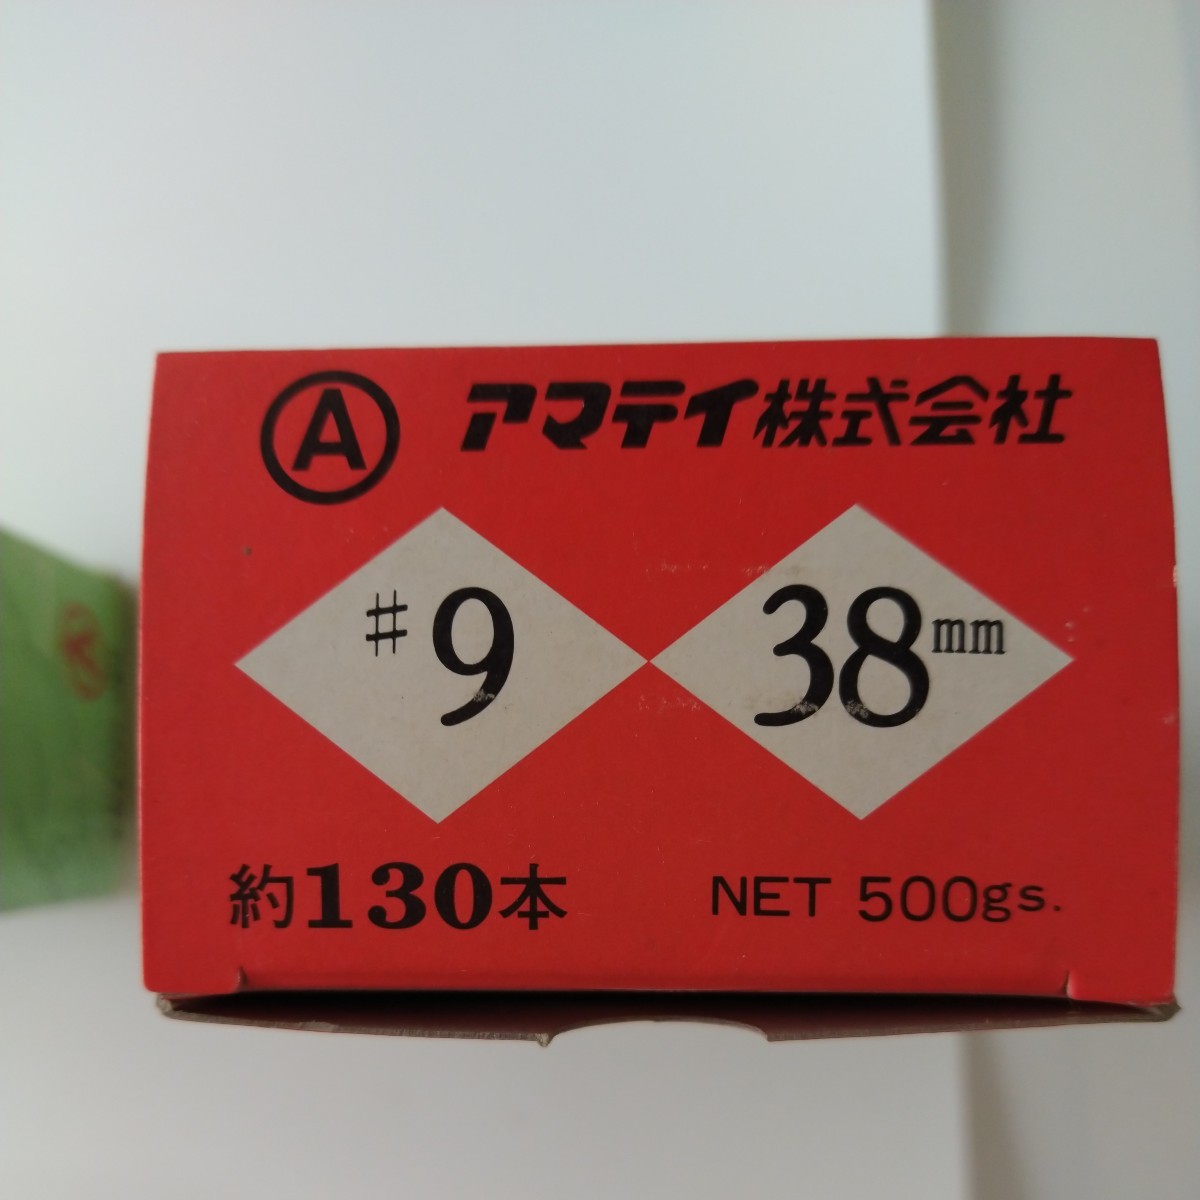 Ⓐ アマテイ株式会社
#9 38mm
約130本 NET 500gs.